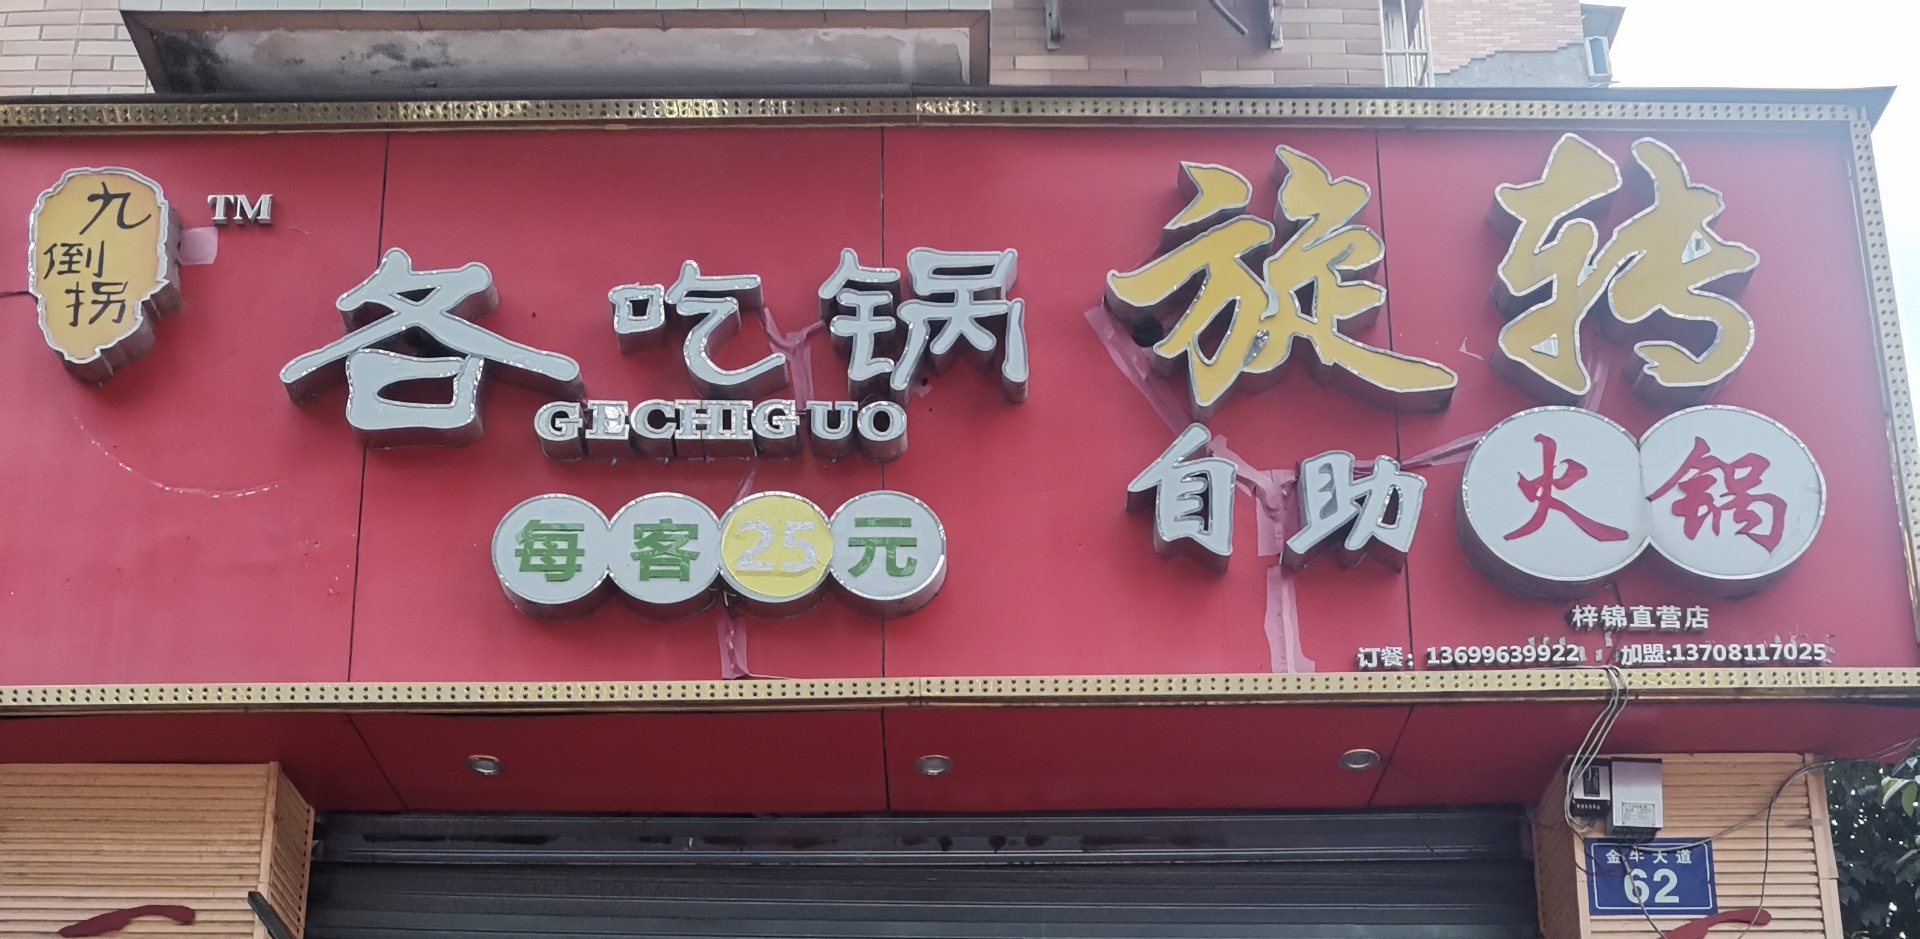 九倒拐
TM
各吃锅
GECHIGUO
每客25元
旋转
自助火锅
梓锦直营店
订餐：13699639922 加盟:13708117025
金牛大道
62